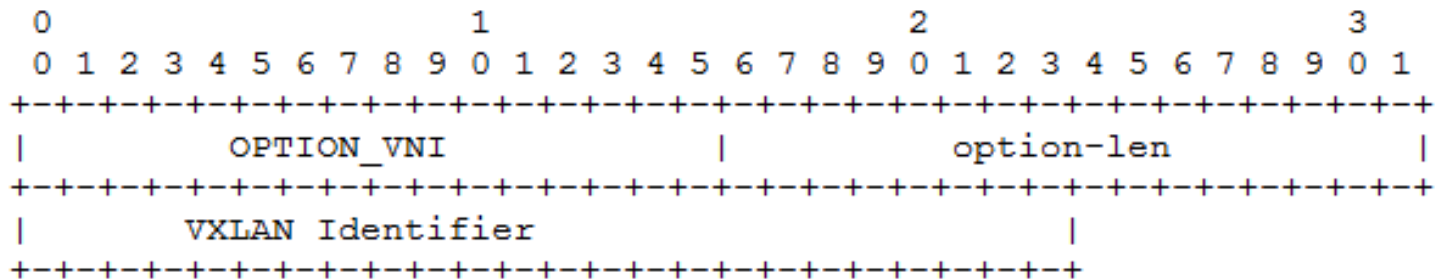 0                   1                   2                   3
 0 1 2 3 4 5 6 7 8 9 0 1 2 3 4 5 6 7 8 9 0 1 2 3 4 5 6 7 8 9 0 1
+-+-+-+-+-+-+-+-+-+-+-+-+-+-+-+-+-+-+-+-+-+-+-+-+-+-+-+-+-+-+-+-+
|         OPTION_VNI            |          option-len           |
+-+-+-+-+-+-+-+-+-+-+-+-+-+-+-+-+-+-+-+-+-+-+-+-+-+-+-+-+-+-+-+-+
|       VXLAN Identifier                        |
+-+-+-+-+-+-+-+-+-+-+-+-+-+-+-+-+-+-+-+-+-+-+-+-+